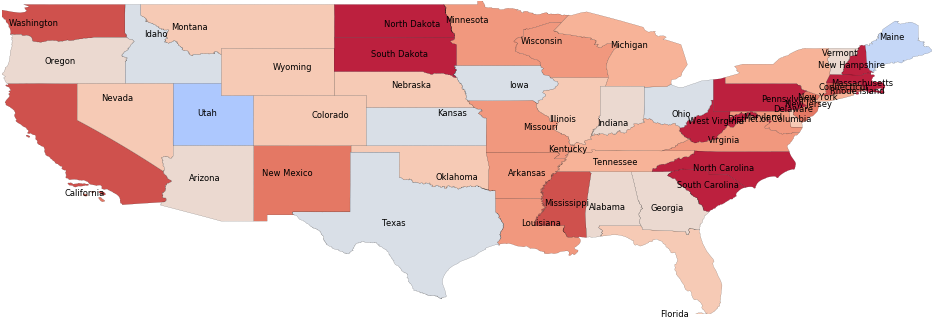 Washington
Idaho
Montana
North Dakota
Minnesota
Wisconsin
Michigan
Maine
Vermont
New Hampshire
Oregon
Wyoming
South Dakota
Massachusetts
Connecticut
Rhode Island
Nevada
Nebraska
Iowa
Pennsylvania
New York
New Jersey
Delaware
Utah
Colorado
Kansas
Missouri
Illinois
Indiana
Ohio
West Virginia
Maryland
District of Columbia
Virginia
Kentucky
Tennessee
North Carolina
South Carolina
California
Arizona
New Mexico
Oklahoma
Arkansas
Mississippi
Alabama
Georgia
Texas
Louisiana
Florida